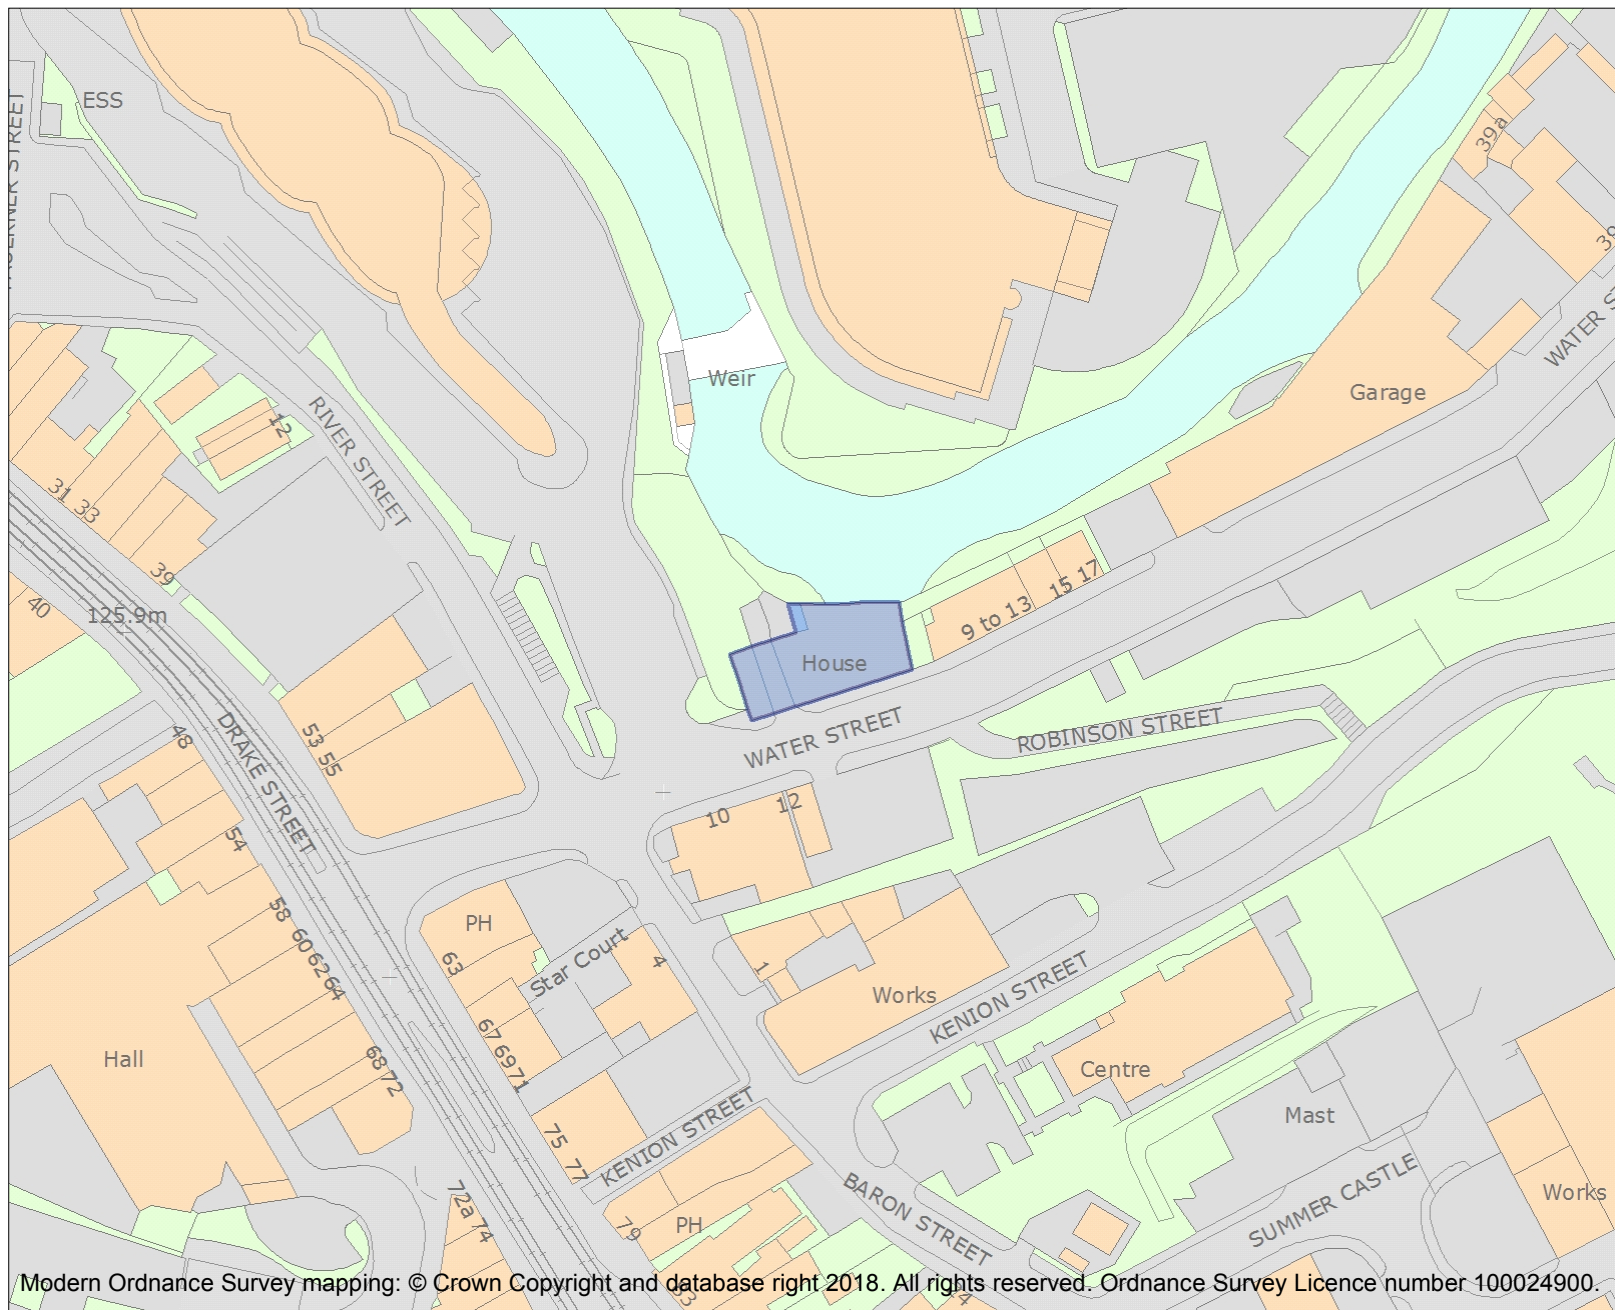 ESS
39a
39
WATER ST
Weir
Garage
RIVER STREET
12
31 33
39
40
125.9m
15 17
9 to 13
House
DRAKE STREET
48
53 55
WATER STREET
ROBINSON STREET
10
12
54
PH
58
60
62
64
63
Star Court
4
1
Works
KENION STREET
Hall
67
69
71
68
72
Centre
Mast
75
77
KENION STREET
BARON STREET
SUMMER CASTLE
Works
72a
74
79
PH
Modern Ordnance Survey mapping: © Crown Copyright and database right 2018. All rights reserved. Ordnance Survey Licence number 100024900.